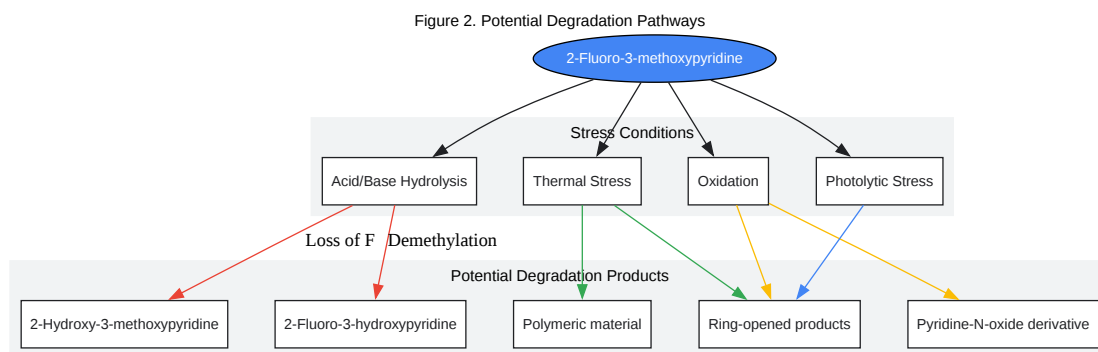 Figure 2. Potential Degradation Pathways
2-Fluoro-3-methoxypyridine
Stress Conditions
Acid/Base Hydrolysis
Thermal Stress
Oxidation
Photolytic Stress
Loss of F
Demethylation
Potential Degradation Products
2-Hydroxy-3-methoxypyridine
2-Fluoro-3-hydroxypyridine
Polymeric material
Ring-opened products
Pyridine-N-oxide derivative